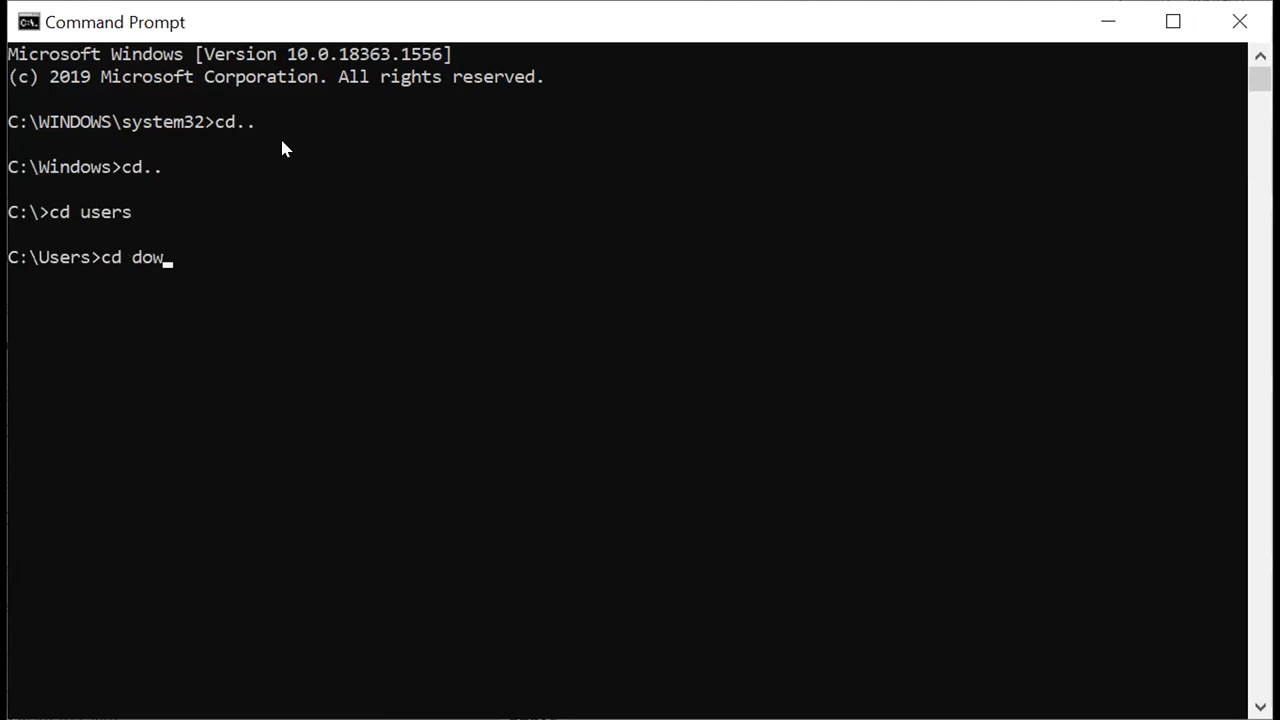 Command Prompt
Microsoft Windows [Version 10.0.18363.1556]
(c) 2019 Microsoft Corporation. All rights reserved.
C:\WINDOWS\system32>cd..
C:\Windows>cd..
C:\>cd users
C:\Users>cd dow